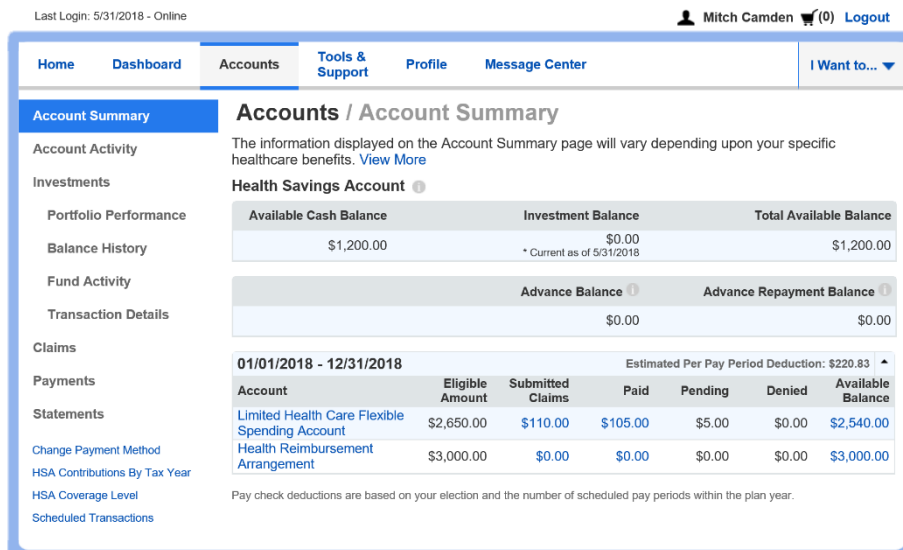 Last Login: 5/31/2018 - Online
Mitch Camden (0) Logout
Home Dashboard Accounts Tools & Support Profile Message Center I Want to...
Account Summary
Account Activity
Investments
Portfolio Performance
Balance History
Fund Activity
Transaction Details
Claims
Payments
Statements
Change Payment Method
HSA Contributions By Tax Year
HSA Coverage Level
Scheduled Transactions
Accounts / Account Summary
The information displayed on the Account Summary page will vary depending upon your specific
healthcare benefits. View More
Health Savings Account
Available Cash Balance Investment Balance Total Available Balance
$1,200.00 $0.00 $1,200.00
* Current as of 5/31/2018
Advance Balance Advance Repayment Balance
$0.00 $0.00
01/01/2018 - 12/31/2018 Estimated Per Pay Period Deduction: $220.83
Account Eligible Amount Submitted Claims Paid Pending Denied Available Balance
Limited Health Care Flexible Spending Account $2,650.00 $110.00 $105.00 $5.00 $0.00 $2,540.00
Health Reimbursement Arrangement $3,000.00 $0.00 $0.00 $0.00 $0.00 $3,000.00
Pay check deductions are based on your election and the number of scheduled pay periods within the plan year.